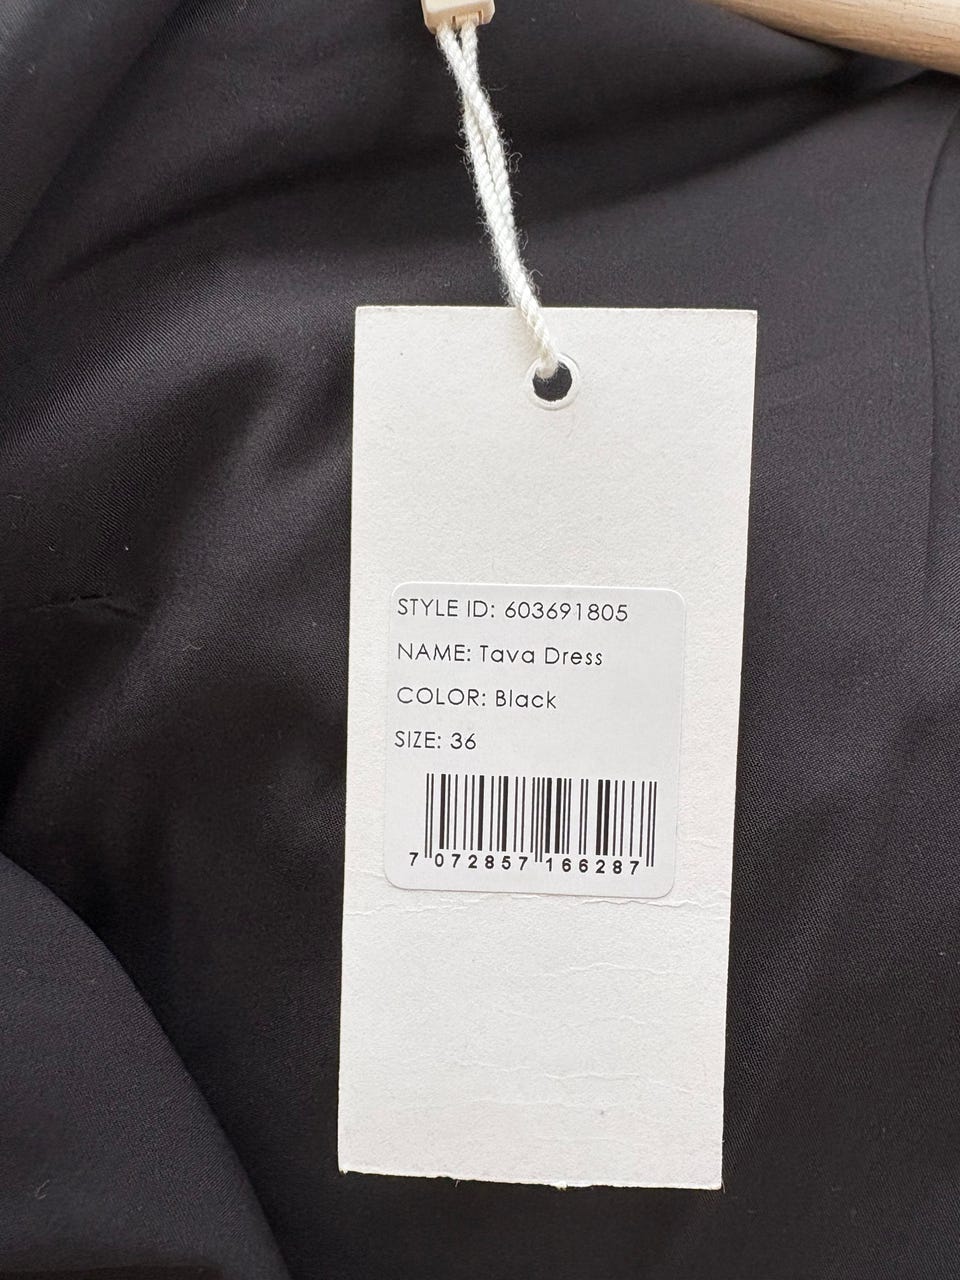 STYLE ID: 603691805
NAME: Tava Dress
COLOR: Black
SIZE: 36
7 072857 166287